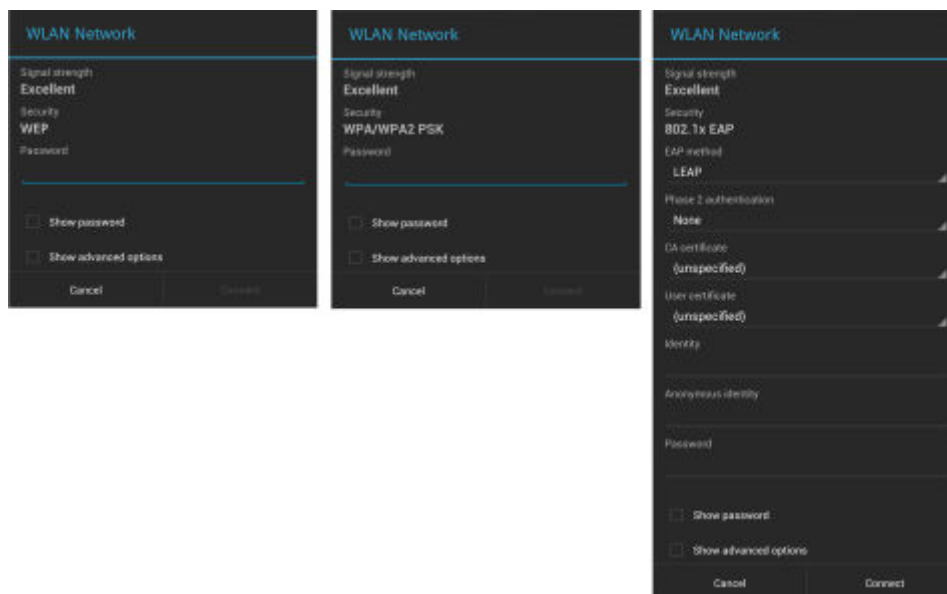 WLAN Network
Signal strength
Excellent
Security
WEP
Password
Show password
Show advanced options
Cancel
Connect
WLAN Network
Signal strength
Excellent
Security
WPA/WPA2 PSK
Password
Show password
Show advanced options
Cancel
Connect
WLAN Network
Signal strength
Excellent
Security
802.1x EAP
EAP method
LEAP
Phase 2 authentication
None
CA certificate
(unspecified)
User certificate
(unspecified)
Identity
Anonymous identity
Password
Show password
Show advanced options
Cancel
Connect